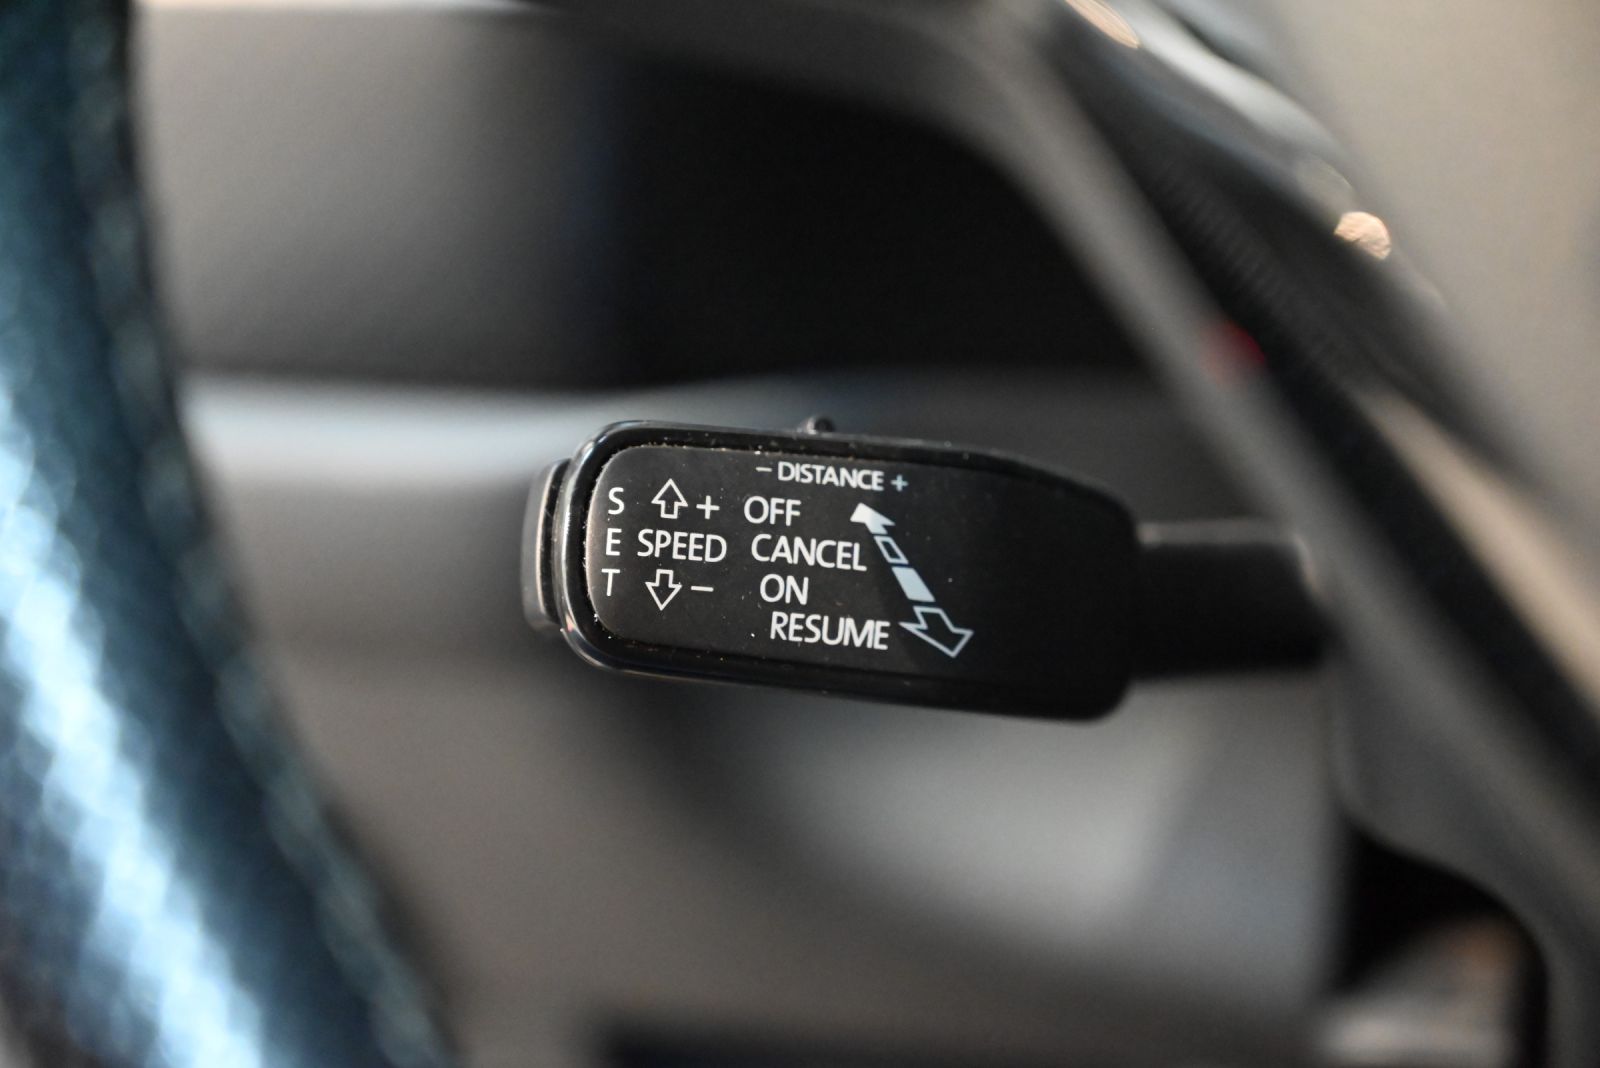 − DISTANCE +
S + OFF
E SPEED CANCEL
T − ON
RESUME